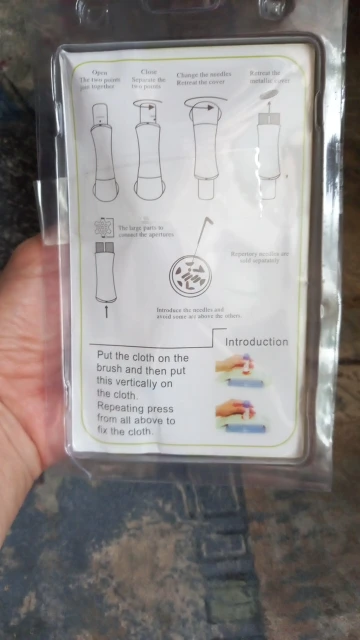 Open
The two points
join together
Close
Separate the
two points
Change the needles
Retreat the cover
Retreat the
metallic cover
The large parts to
connect the apertures
Repertory needles are
sold separately
Introduce the needles and
avoid some are above the others.
Introduction
Put the cloth on the
brush and then put
this vertically on
the cloth.
Repeating press
from all above to
fix the cloth.